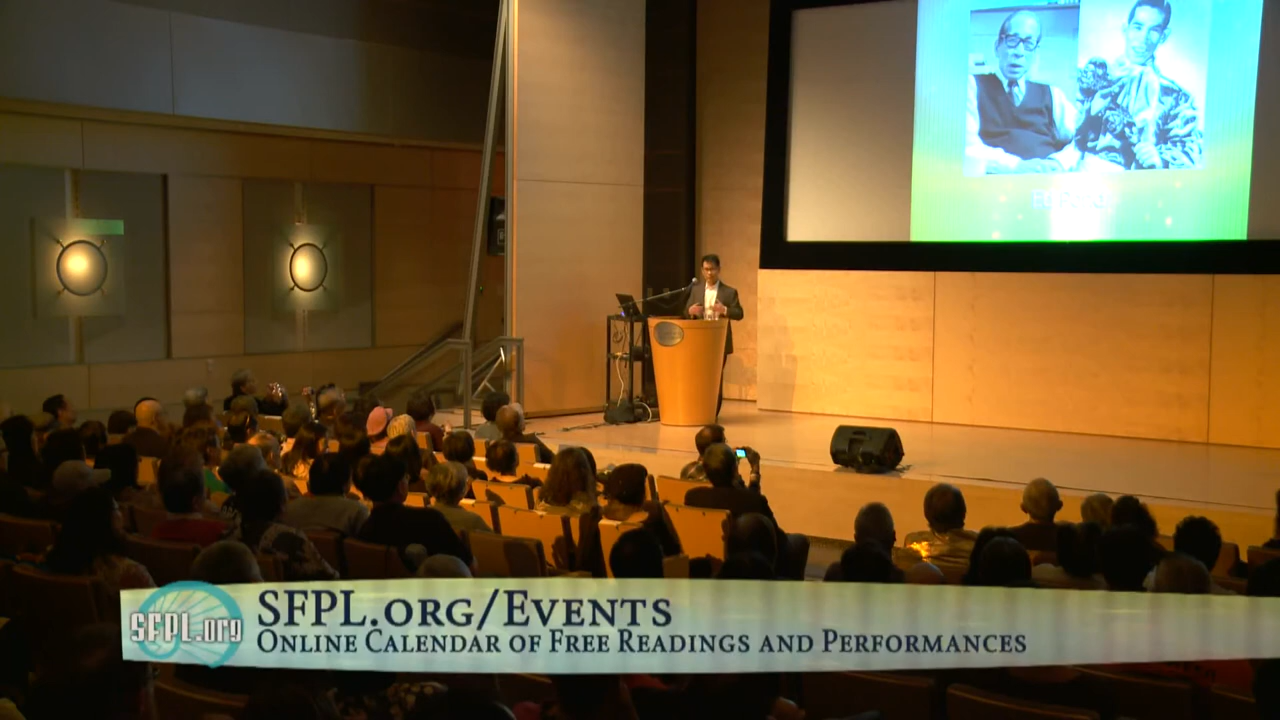 SFPL.org
SFPL.org/Events
Online Calendar of Free Readings and Performances